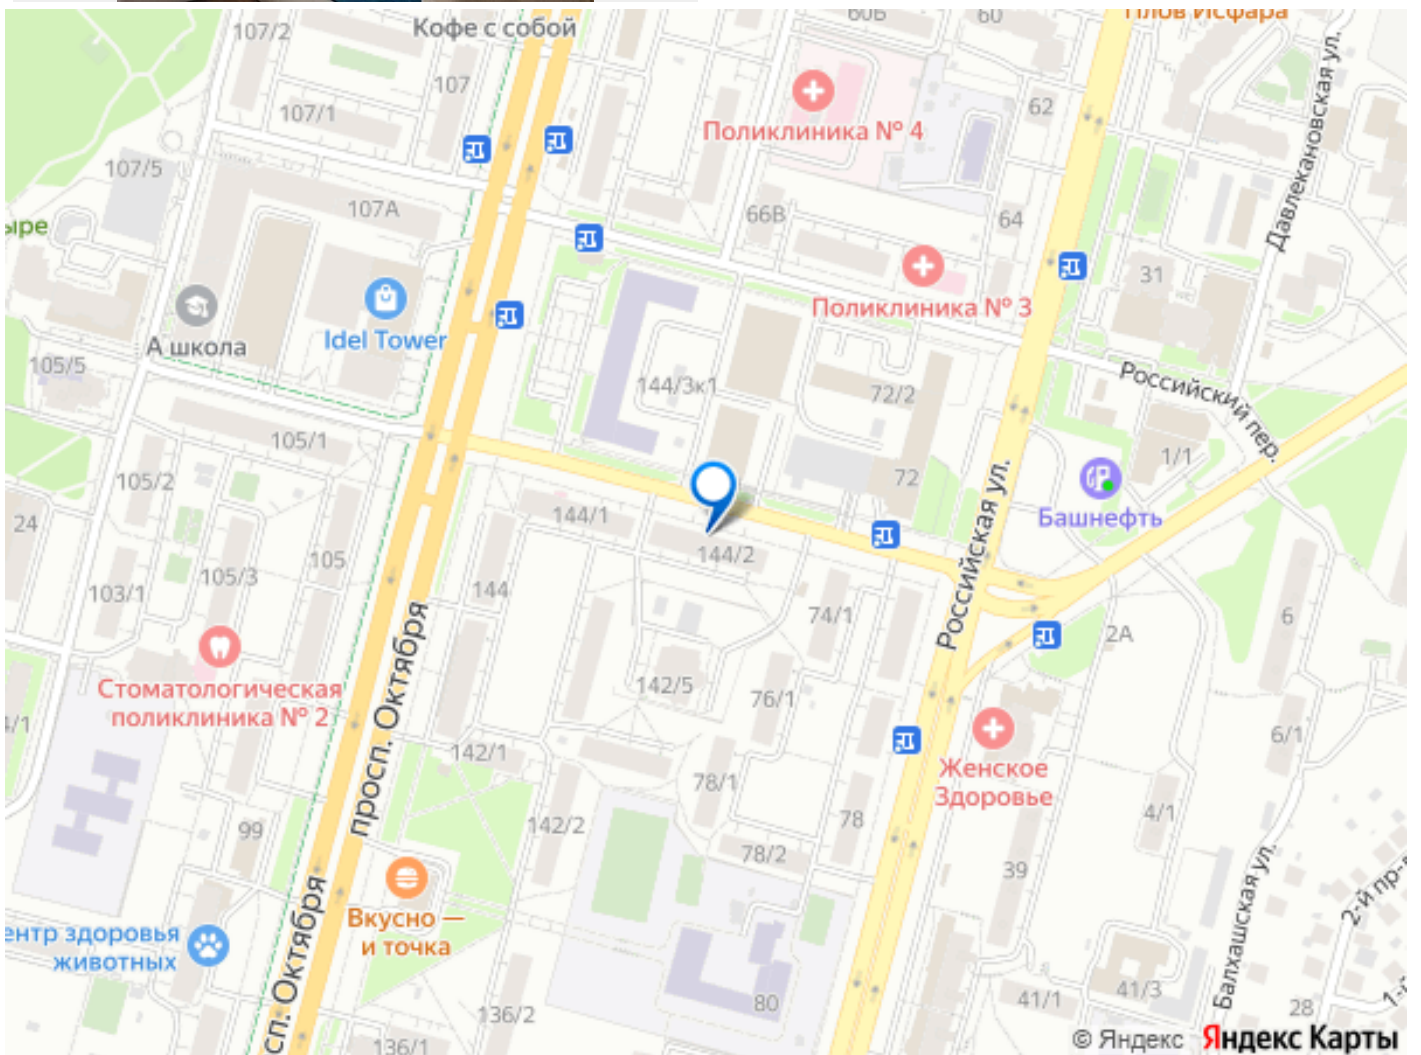 Кофе с собой
60Б
60
Плов Исфара
107/2
107
107/1
62
Поликлиника № 4
Давлекановская ул.
107/5
107А
66В
64
ыре
31
Поликлиника № 3
Idel Tower
А школа
105/5
144/3к1
72/2
Российский пер.
105/1
1/1
105/2
72
Башнефть
24
144/1
Российская ул.
105
144/2
105/3
103/1
144
74/1
6
2А
просп. Октября
Стоматологическая
поликлиника № 2
142/5
76/1
4/1
6/1
142/1
Женское
Здоровье
78/1
4/1
99
142/2
78
78/2
39
Балхашская ул.
2-й пр-
Вкусно —
и точка
ентр здоровья
животных
сп. Октября
80
41/1
41/3
28
1-й
136/2
136/1
© Яндекс Яндекс Карты